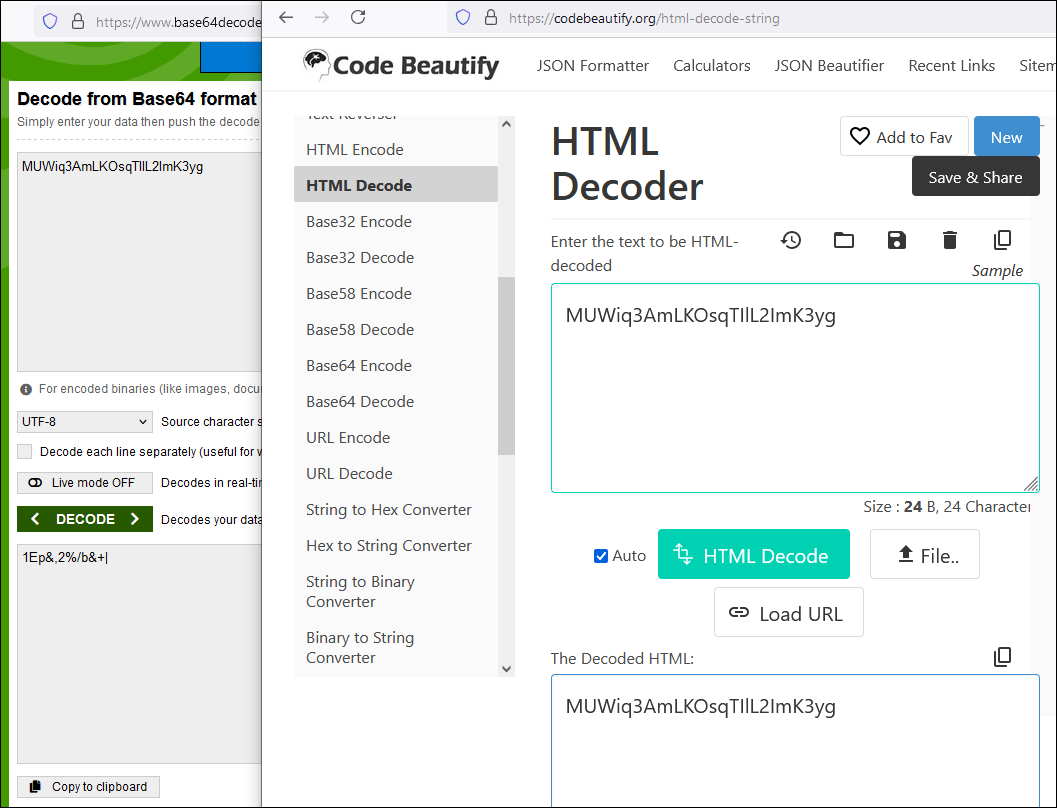 https://www.base64decode
Decode from Base64 format
Simply enter your data then push the decode
MUWiq3AmLKOsqTIlL2ImK3yg
For encoded binaries (like images, docu
UTF-8
Source character s
Decode each line separately (useful for
Live mode OFF
Decodes in real-tim
DECODE
Decodes your data
1Ep&,2%/b&+|
Copy to clipboard
https://codebeautify.org/html-decode-string
Code Beautify
JSON Formatter
Calculators
JSON Beautifier
Recent Links
Sitem
Text Reverser
HTML Encode
HTML Decode
Base32 Encode
Base32 Decode
Base58 Encode
Base58 Decode
Base64 Encode
Base64 Decode
URL Encode
URL Decode
String to Hex Converter
Hex to String Converter
String to Binary
Converter
Binary to String
Converter
HTML
Decoder
Add to Fav
New
Save & Share
Enter the text to be HTML-
decoded
Sample
MUWiq3AmLKOsqTIlL2ImK3yg
Size : 24 B, 24 Character
Auto
HTML Decode
File..
Load URL
The Decoded HTML:
MUWiq3AmLKOsqTIlL2ImK3yg